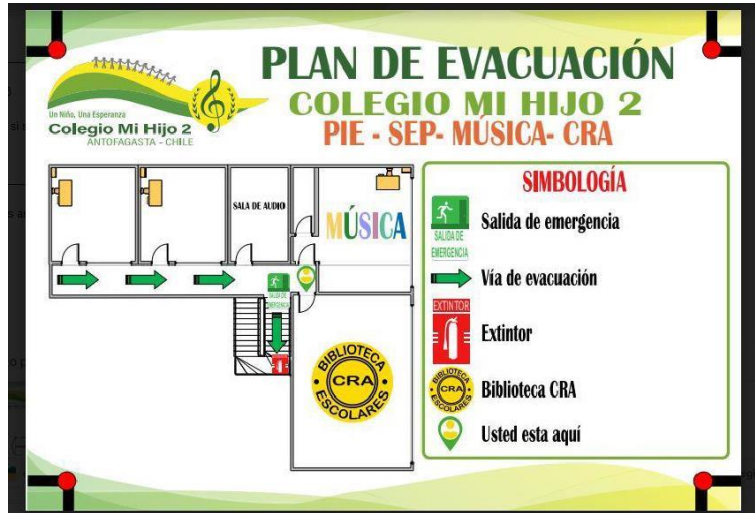 PLAN DE EVACUACIÓN
COLEGIO MI HIJO 2
PIE - SEP- MÚSICA- CRA
Un Niño, Una Esperanza
Colegio Mi Hijo 2
ANTOFAGASTA - CHILE
SALA DE AUDIO
MÚSICA
SALIDA DE
EMERGENCIA
BIBLIOTECA
CRA
ESCOLARES
SIMBOLOGÍA
SALIDA DE
EMERGENCIA
Salida de emergencia
Vía de evacuación
EXTINTOR
Extintor
BIBLIOTECA
CRA
ESCOLARES
Biblioteca CRA
Usted esta aquí